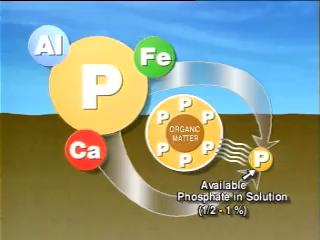 Al
Fe
P
P
P
P
ORGANIC
MATTER
P
P
P
P
Ca
P
Available
Phosphate in Solution
(1/2 - 1 %)